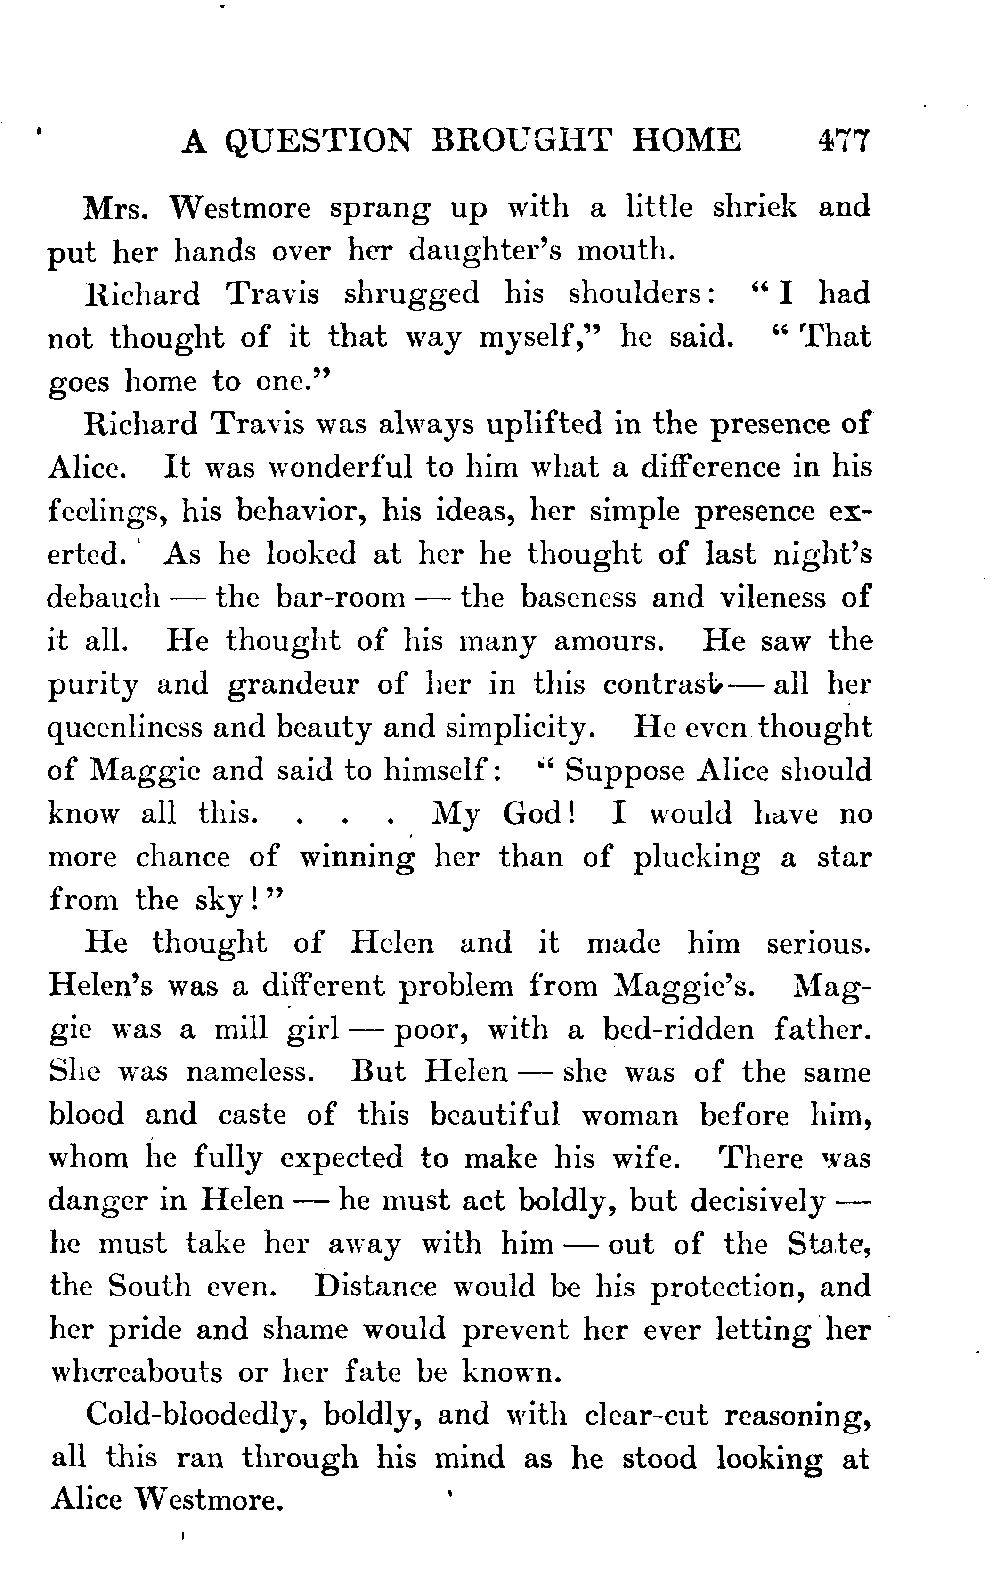 A QUESTION BROUGHT HOME 477
Mrs. Westmore sprang up with a little shriek and
put her hands over her daughter's mouth.
Richard Travis shrugged his shoulders: "I had
not thought of it that way myself," he said. "That
goes home to one."
Richard Travis was always uplifted in the presence of
Alice. It was wonderful to him what a difference in his
feelings, his behavior, his ideas, her simple presence ex-
erted. As he looked at her he thought of last night's
debauch — the bar-room — the baseness and vileness of
it all. He thought of his many amours. He saw the
purity and grandeur of her in this contrast — all her
queenliness and beauty and simplicity. He even thought
of Maggie and said to himself: "Suppose Alice should
know all this. . . . My God! I would have no
more chance of winning her than of plucking a star
from the sky!"
He thought of Helen and it made him serious.
Helen's was a different problem from Maggie's. Mag-
gie was a mill girl — poor, with a bed-ridden father.
She was nameless. But Helen — she was of the same
blood and caste of this beautiful woman before him,
whom he fully expected to make his wife. There was
danger in Helen — he must act boldly, but decisively —
he must take her away with him — out of the State,
the South even. Distance would be his protection, and
her pride and shame would prevent her ever letting her
whereabouts or her fate be known.
Cold-bloodedly, boldly, and with clear-cut reasoning,
all this ran through his mind as he stood looking at
Alice Westmore.